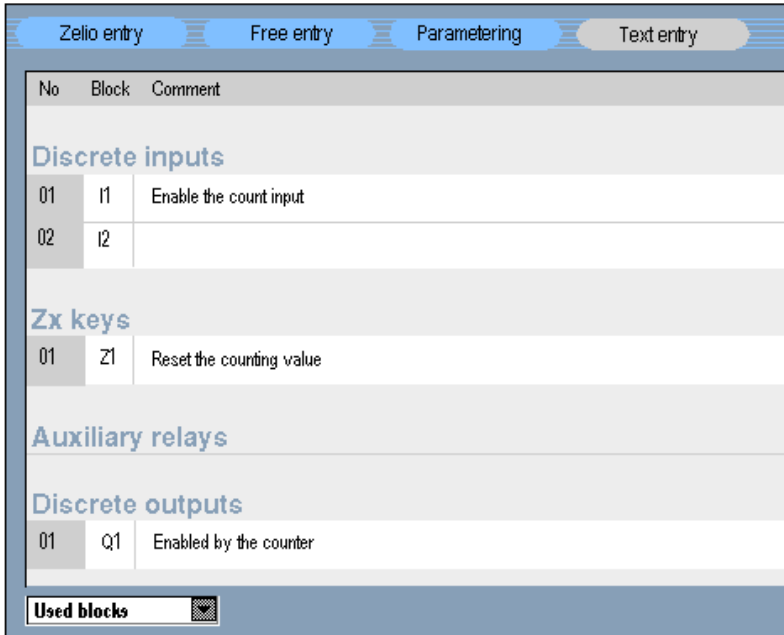 Zelio entry Free entry Parametering Text entry
No Block Comment
Discrete inputs
01 I1 Enable the count input
02 I2
Zx keys
01 Z1 Reset the counting value
Auxiliary relays
Discrete outputs
01 Q1 Enabled by the counter
Used blocks